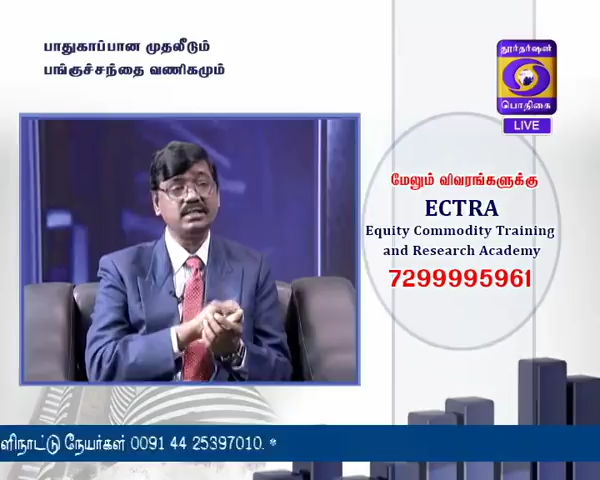 பாதுகாப்பான முதலீடும்
பங்குச்சந்தை வணிகமும்
தூர்தர்ஷன்
பொதிகை
LIVE
மேலும் விவரங்களுக்கு
ECTRA
Equity Commodity Training
and Research Academy
7299995961
ளிநாட்டு நேயர்கள் 0091 44 25397010. *